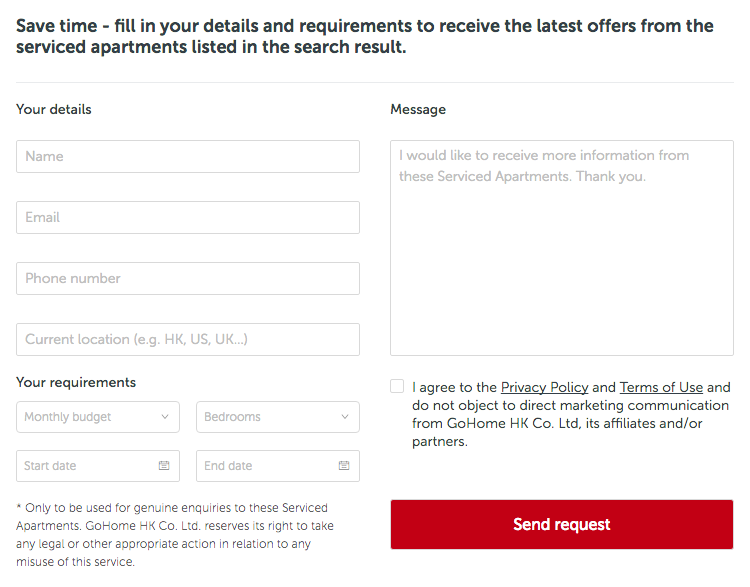 Save time - fill in your details and requirements to receive the latest offers from the
serviced apartments listed in the search result.
Your details
Name
Email
Phone number
Current location (e.g. HK, US, UK...)
Your requirements
Monthly budget
Bedrooms
Start date
End date
* Only to be used for genuine enquiries to these Serviced
Apartments. GoHome HK Co. Ltd. reserves its right to take
any legal or other appropriate action in relation to any
misuse of this service.
Message
I would like to receive more information from
these Serviced Apartments. Thank you.
I agree to the Privacy Policy and Terms of Use and
do not object to direct marketing communication
from GoHome HK Co. Ltd, its affiliates and/or
partners.
Send request